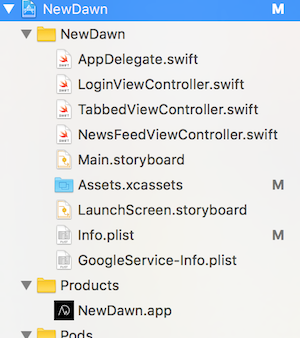 NewDawn M
NewDawn
AppDelegate.swift
LoginViewController.swift
TabbedViewController.swift
NewsFeedViewController.swift
Main.storyboard
Assets.xcassets M
LaunchScreen.storyboard
Info.plist M
GoogleService-Info.plist
Products
NewDawn.app
Pods